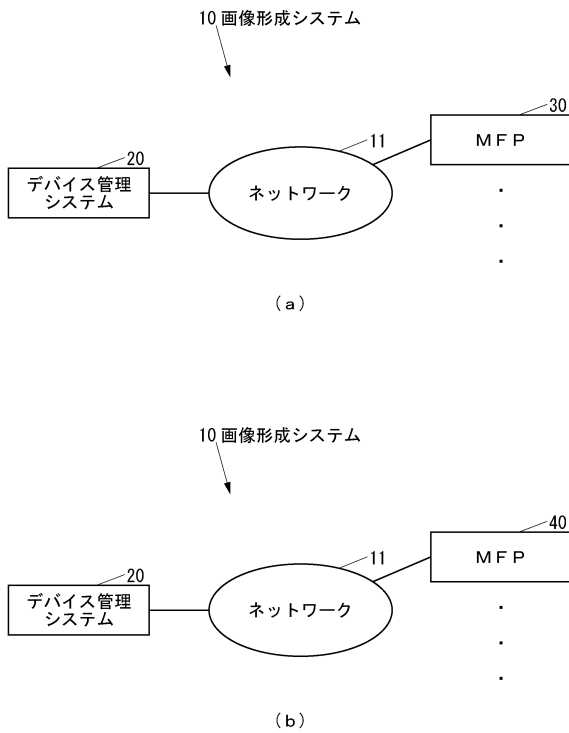 10 画像形成システム
30
MFP
11
20
デバイス管理
システム
ネットワーク
(a)
10 画像形成システム
40
MFP
11
20
デバイス管理
システム
ネットワーク
(b)